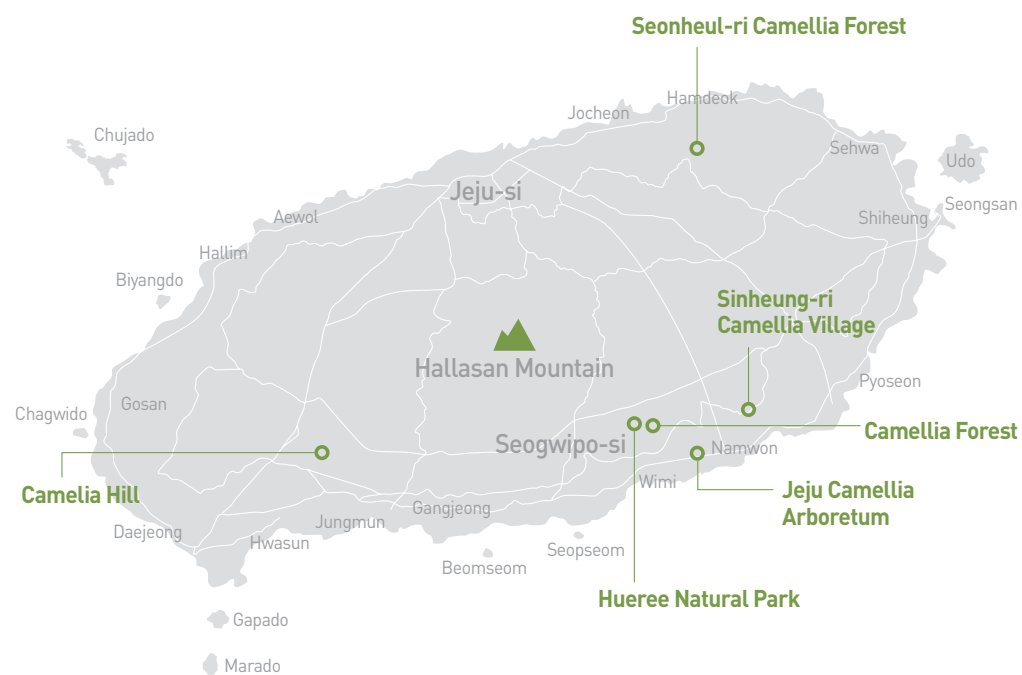 Seonheul-ri Camellia Forest
Hamdeok
Jocheon
Chujado
Sehwa
Udo
Jeju-si
Seongsan
Aewol
Shiheung
Hallim
Biyangdo
Sinheung-ri
Camellia Village
Hallasan Mountain
Pyoseon
Gosan
Chagwido
Camellia Forest
Seogwipo-si
Namwon
Wimi
Camelia Hill
Jeju Camellia
Arboretum
Gangjeong
Jungmun
Daejeong
Hwasun
Seopseom
Beomseom
Hueree Natural Park
Gapado
Marado